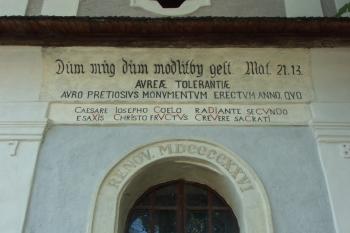 Dům můg dům modlitby gest Mat. 21. 13.
AVREÆ TOLERANTIÆ
AVRO PRETIOSIVS MONVMENTVM ERECTVM ANNO, QVO
CAESARE IOSEPHO COELO RADIANTE SECVNDO
ESAXIS CHRISTO FRVCTVS CREVERE SACRATI
RENOV. MDCCCCXXVI